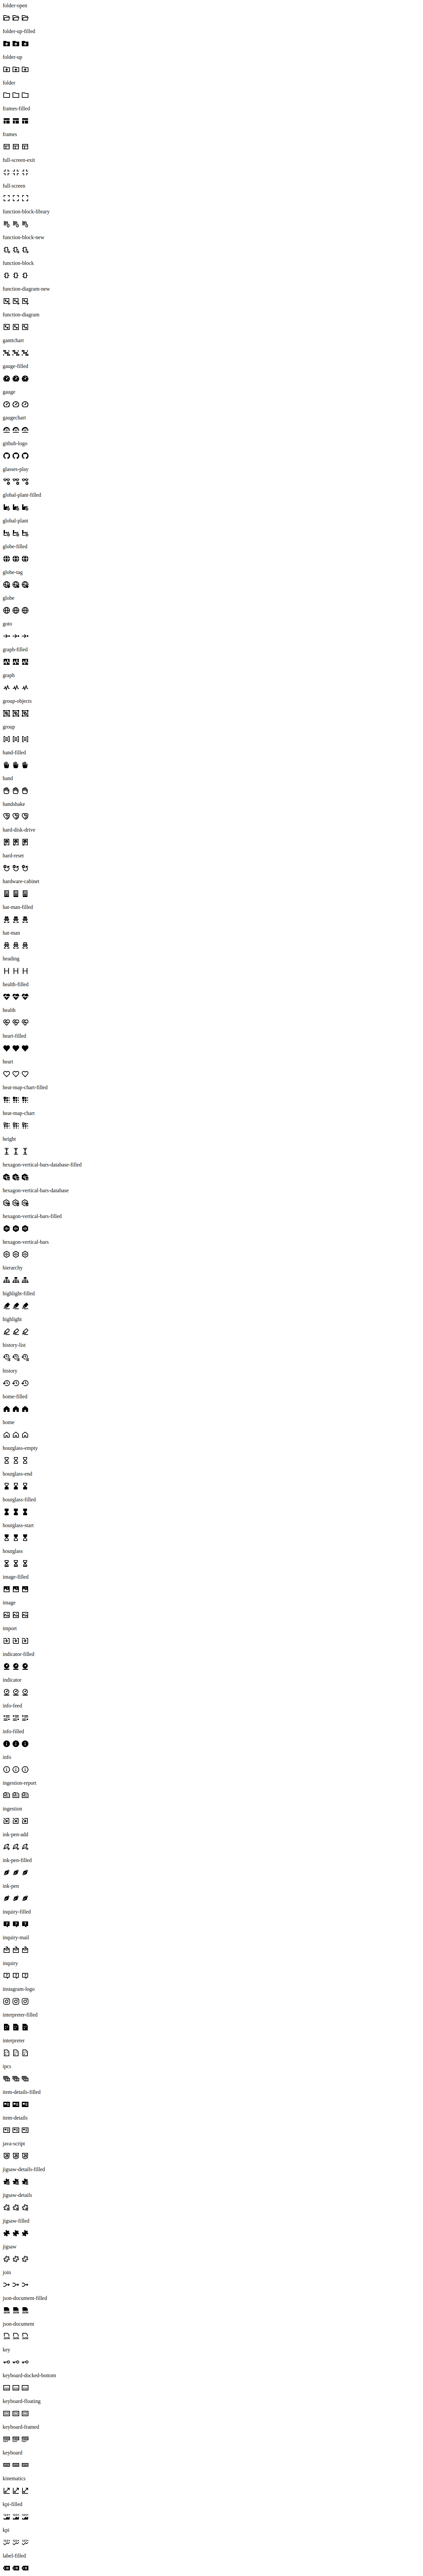 folder-open
folder-up-filled
folder-up
folder
frames-filled
frames
full-screen-exit
full-screen
function-block-library
function-block-new
function-block
function-diagram-new
function-diagram
ganttchart
gauge-filled
gauge
gaugechart
github-logo
glasses-play
global-plant-filled
global-plant
globe-filled
globe-tag
globe
goto
graph-filled
graph
group-objects
group
hand-filled
hand
handshake
hard-disk-drive
hard-reset
hardware-cabinet
hat-man-filled
hat-man
heading
health-filled
health
heart-filled
heart
heat-map-chart-filled
heat-map-chart
height
hexagon-vertical-bars-database-filled
hexagon-vertical-bars-database
hexagon-vertical-bars-filled
hexagon-vertical-bars
hierarchy
highlight-filled
highlight
history-list
history
home-filled
home
hourglass-empty
hourglass-end
hourglass-filled
hourglass-start
hourglass
image-filled
image
import
indicator-filled
indicator
info-feed
info-filled
info
ingestion-report
ingestion
ink-pen-add
ink-pen-filled
ink-pen
inquiry-filled
inquiry-mail
inquiry
instagram-logo
interpreter-filled
interpreter
ipcs
item-details-filled
item-details
java-script
jigsaw-details-filled
jigsaw-details
jigsaw-filled
jigsaw
join
json-document-filled
json-document
key
keyboard-docked-bottom
keyboard-floating
keyboard-framed
keyboard
kinematics
kpi-filled
kpi
label-filled